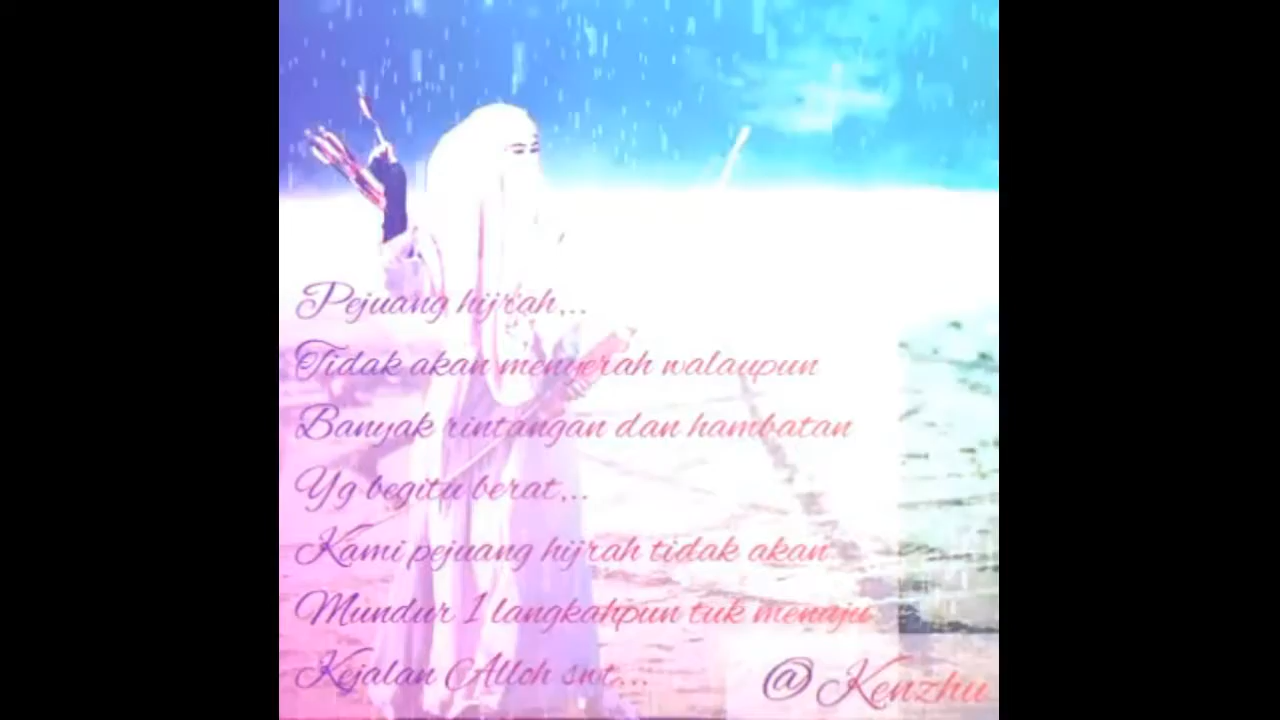 Pejuang hijrah,..
Tidak akan menyerah walaupun
Banyak rintangan dan hambatan
Yg begitu berat,..
Kami pejuang hijrah tidak akan
Mundur 1 langkahpun tuk menuju
Kejalan Alloh swt...
@Kenzhu